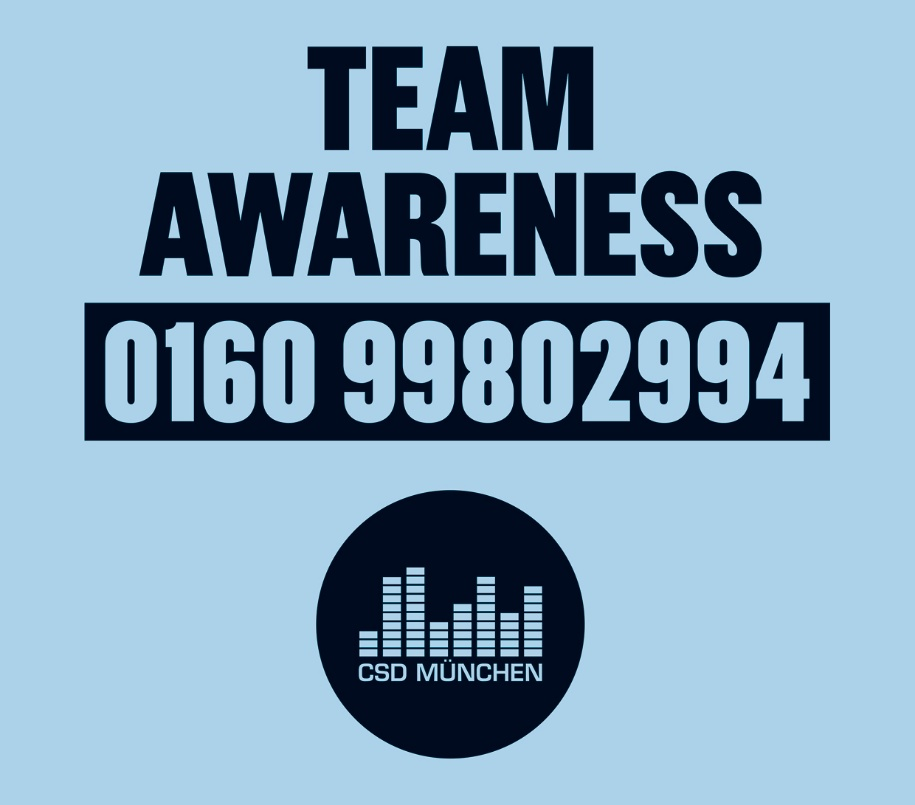 TEAM
AWARENESS
0160 99802994
CSD MÜNCHEN